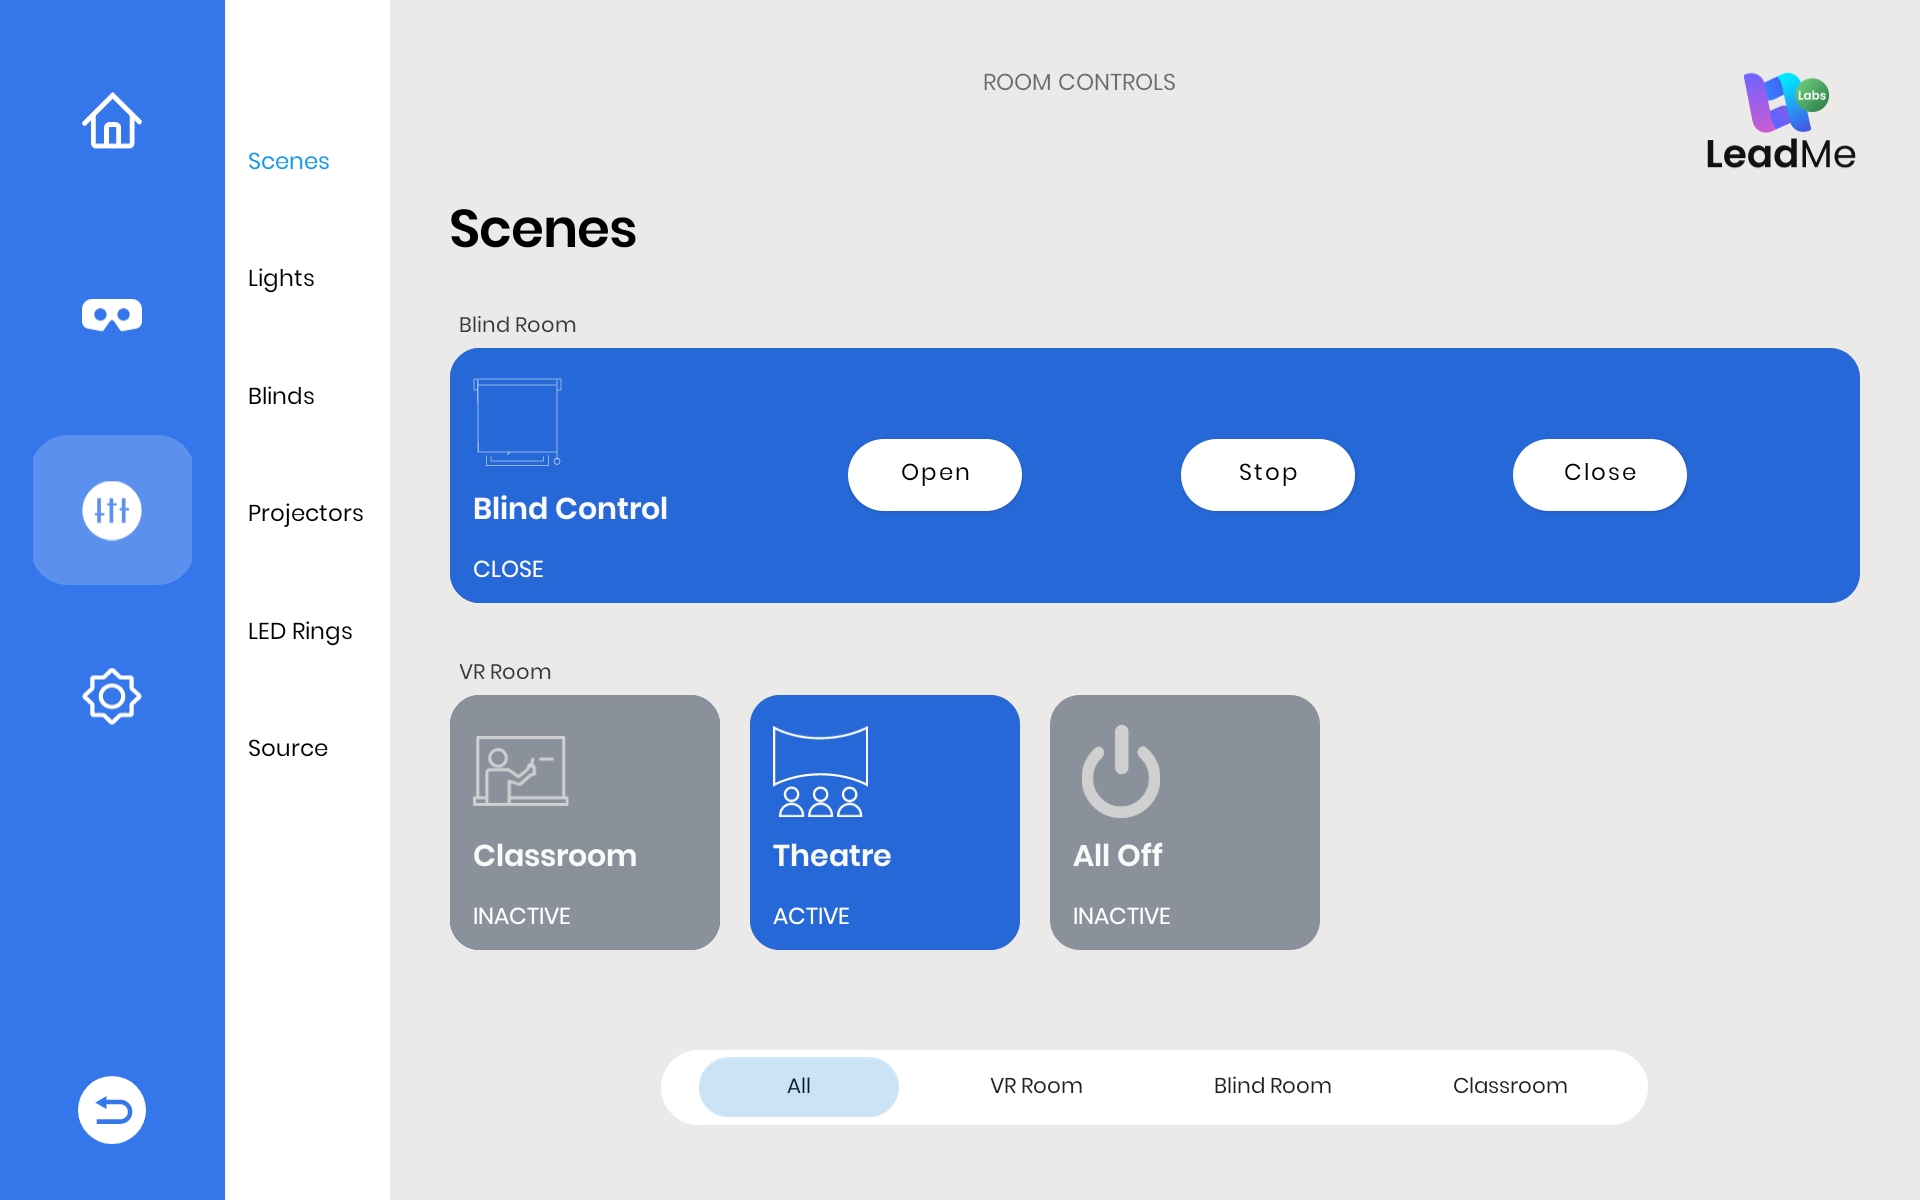 ROOM CONTROLS
Labs
LeadMe
Scenes
Lights
Blinds
Projectors
LED Rings
Source
Scenes
Blind Room
Blind Control
CLOSE
Open
Stop
Close
VR Room
Classroom
INACTIVE
Theatre
ACTIVE
All Off
INACTIVE
All
VR Room
Blind Room
Classroom